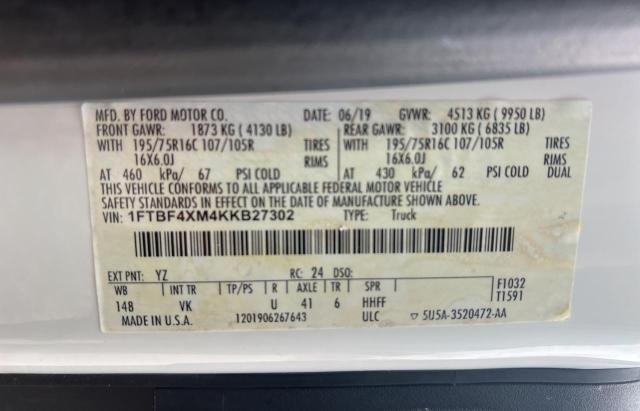 MFD. BY FORD MOTOR CO. DATE: 06/19 GVWR: 4513 KG ( 9950 LB)
FRONT GAWR: 1873 KG ( 4130 LB) REAR GAWR: 3100 KG ( 6835 LB)
WITH 195/75R16C 107/105R TIRES WITH 195/75R16C 107/105R TIRES
16X6.0J RIMS 16X6.0J RIMS
AT 460 kPa/ 67 PSI COLD AT 430 kPa/ 62 PSI COLD DUAL
THIS VEHICLE CONFORMS TO ALL APPLICABLE FEDERAL MOTOR VEHICLE
SAFETY STANDARDS IN EFFECT ON THE DATE OF MANUFACTURE SHOWN ABOVE.
VIN: 1FTBF4XM4KKB27302 TYPE: Truck
EXT PNT: YZ RC: 24 DSO: F1032
WB INT TR TP/PS R AXLE TR SPR T1591
148 VK U 41 6 HHFF
MADE IN U.S.A. 1201906267643 ULC ▽ 5U5A-3520472-AA